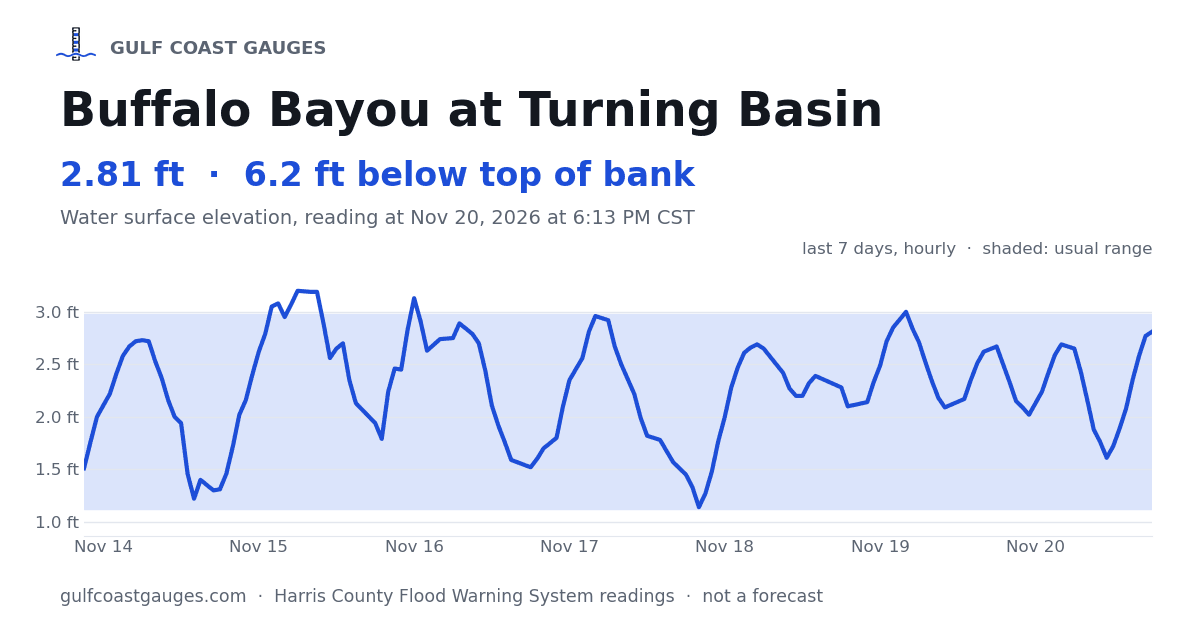 GULF COAST GAUGES
Buffalo Bayou at Turning Basin
2.81 ft · 6.2 ft below top of bank
Water surface elevation, reading at Nov 20, 2026 at 6:13 PM CST
last 7 days, hourly · shaded: usual range
3.0 ft
2.5 ft
2.0 ft
1.5 ft
1.0 ft
Nov 14 Nov 15 Nov 16 Nov 17 Nov 18 Nov 19 Nov 20
gulfcoastgauges.com · Harris County Flood Warning System readings · not a forecast